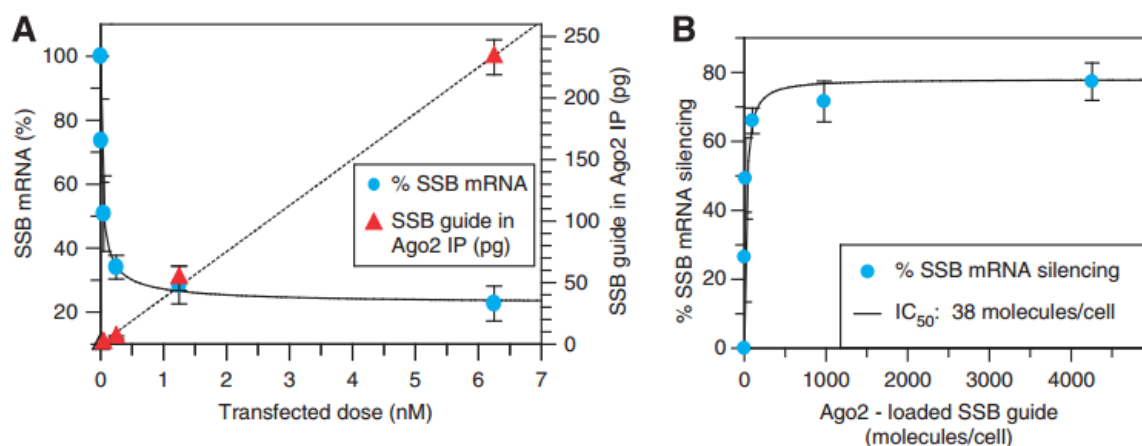 A
SSB mRNA (%)
100
80
60
40
20
0
1
2
3
4
5
6
7
Transfected dose (nM)
250
200
150
100
50
0
SSB guide in Ago2 IP (pg)
% SSB mRNA
SSB guide in
Ago2 IP (pg)
B
% SSB mRNA silencing
80
60
40
20
0
0
1000
2000
3000
4000
Ago2 - loaded SSB guide
(molecules/cell)
% SSB mRNA silencing
IC50: 38 molecules/cell